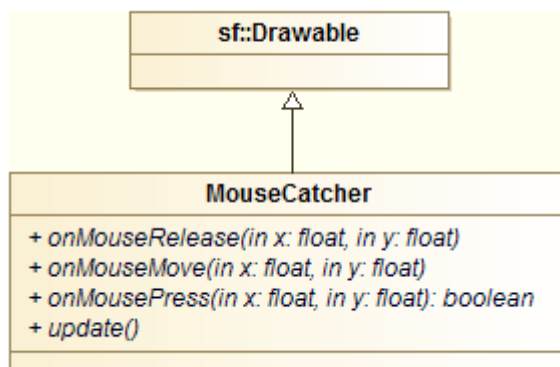 sf::Drawable
MouseCatcher
+ onMouseRelease(in x: float, in y: float)
+ onMouseMove(in x: float, in y: float)
+ onMousePress(in x: float, in y: float): boolean
+ update()